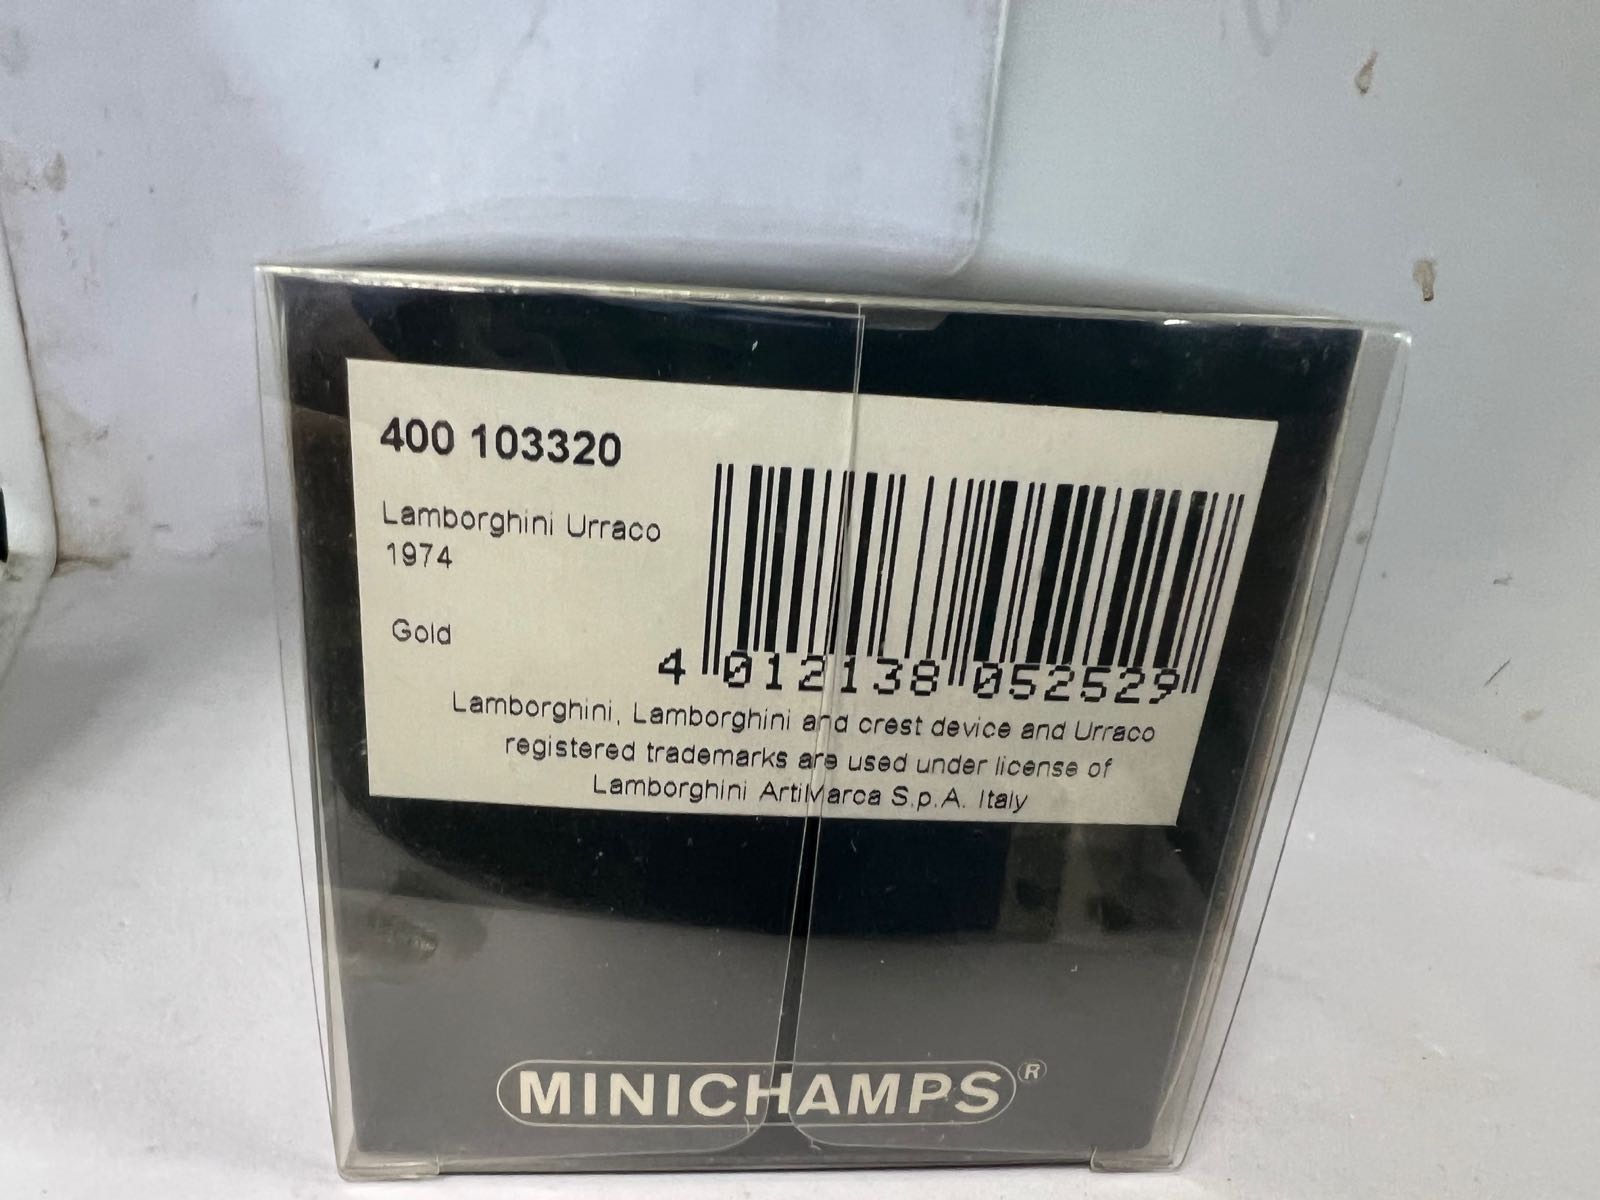 400 103320
Lamborghini Urraco
1974
Gold
4 012138 052529
Lamborghini, Lamborghini and crest device and Urraco
registered trademarks are used under license of
Lamborghini ArtiMarca S.p.A. Italy
MINICHAMPS®